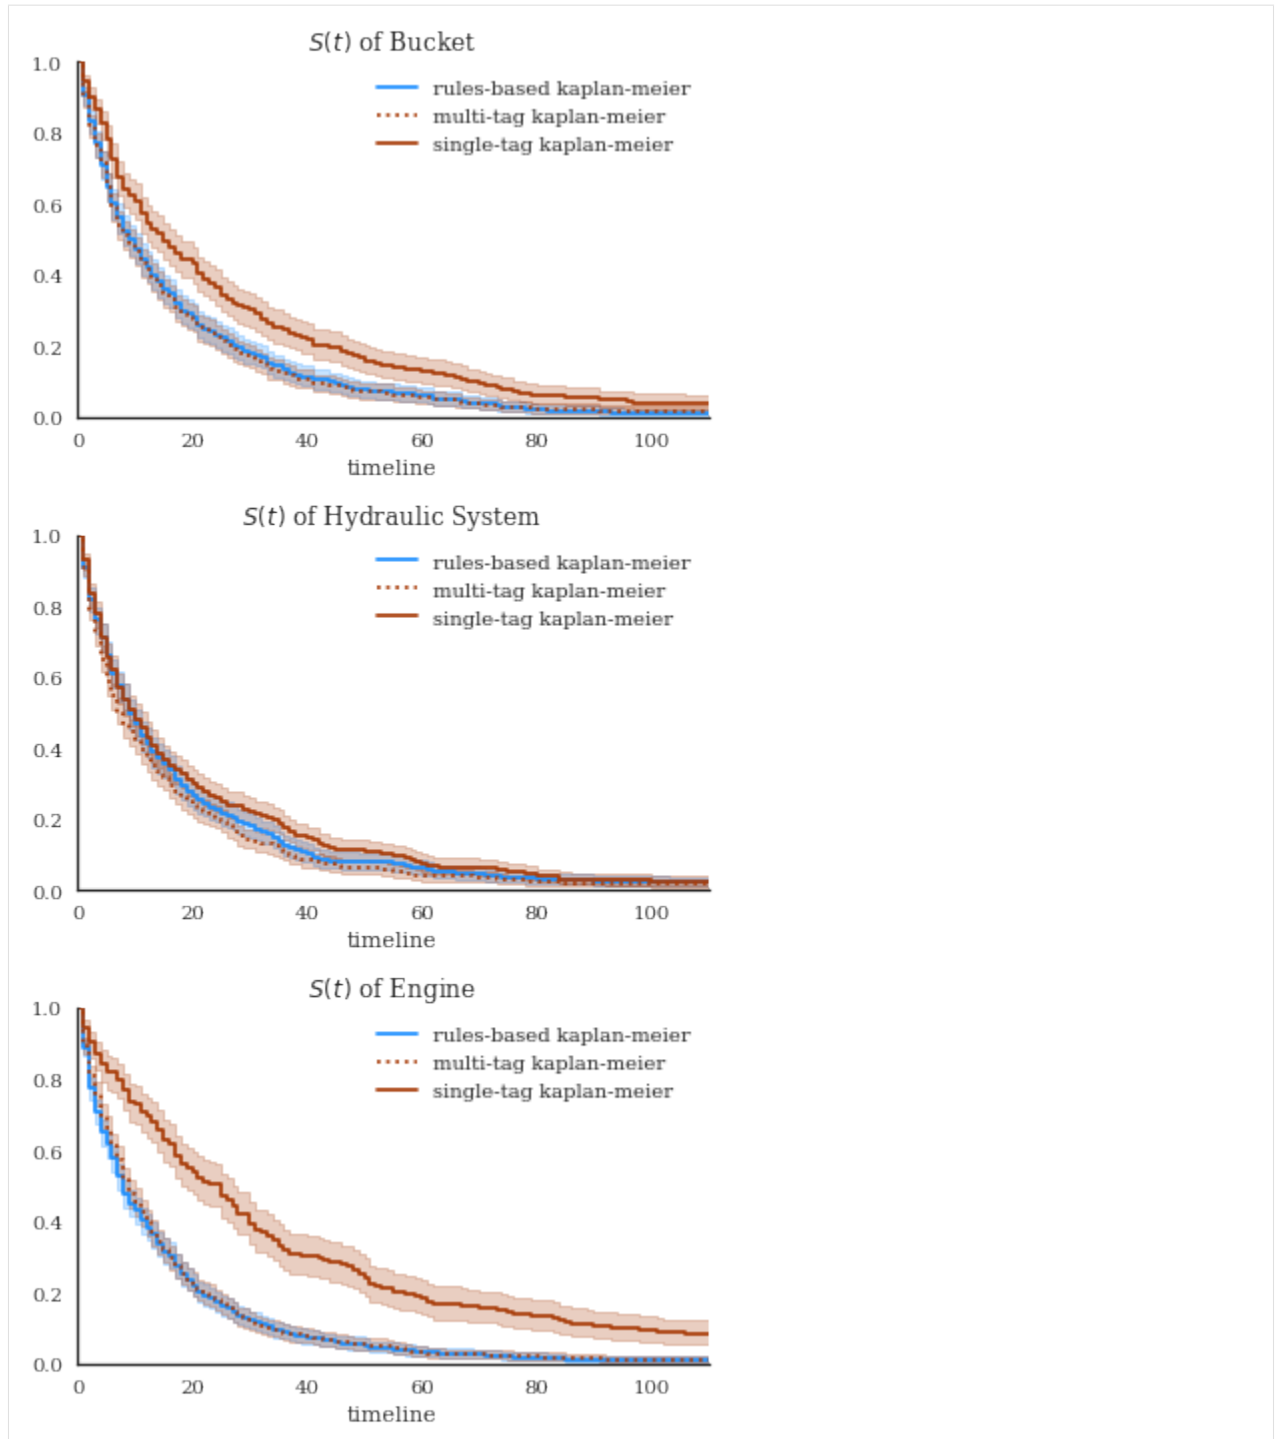 S(t) of Bucket
1.0
rules-based kaplan-meier
multi-tag kaplan-meier
0.8
single-tag kaplan-meier
0.6
0.4
0.2
0.0
0 20 40 60 80 100
timeline
S(t) of Hydraulic System
1.0
rules-based kaplan-meier
multi-tag kaplan-meier
0.8
single-tag kaplan-meier
0.6
0.4
0.2
0.0
0 20 40 60 80 100
timeline
S(t) of Engine
1.0
rules-based kaplan-meier
multi-tag kaplan-meier
0.8
single-tag kaplan-meier
0.6
0.4
0.2
0.0
0 20 40 60 80 100
timeline